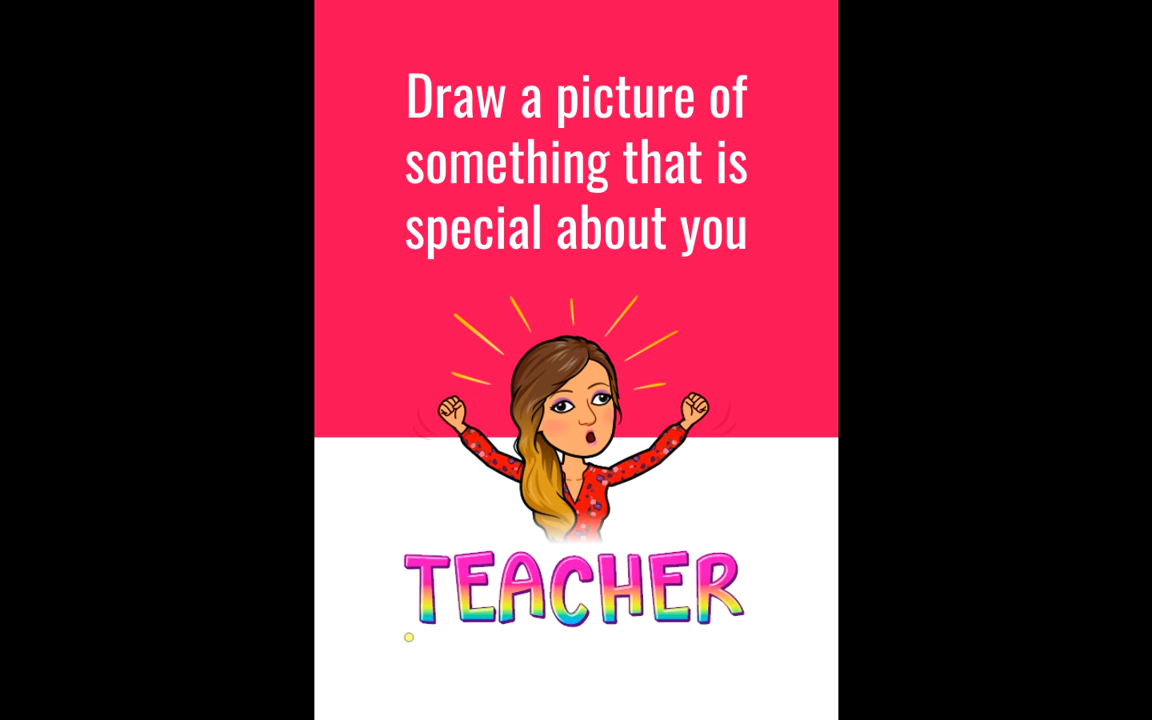 Draw a picture of
something that is
special about you
TEACHER